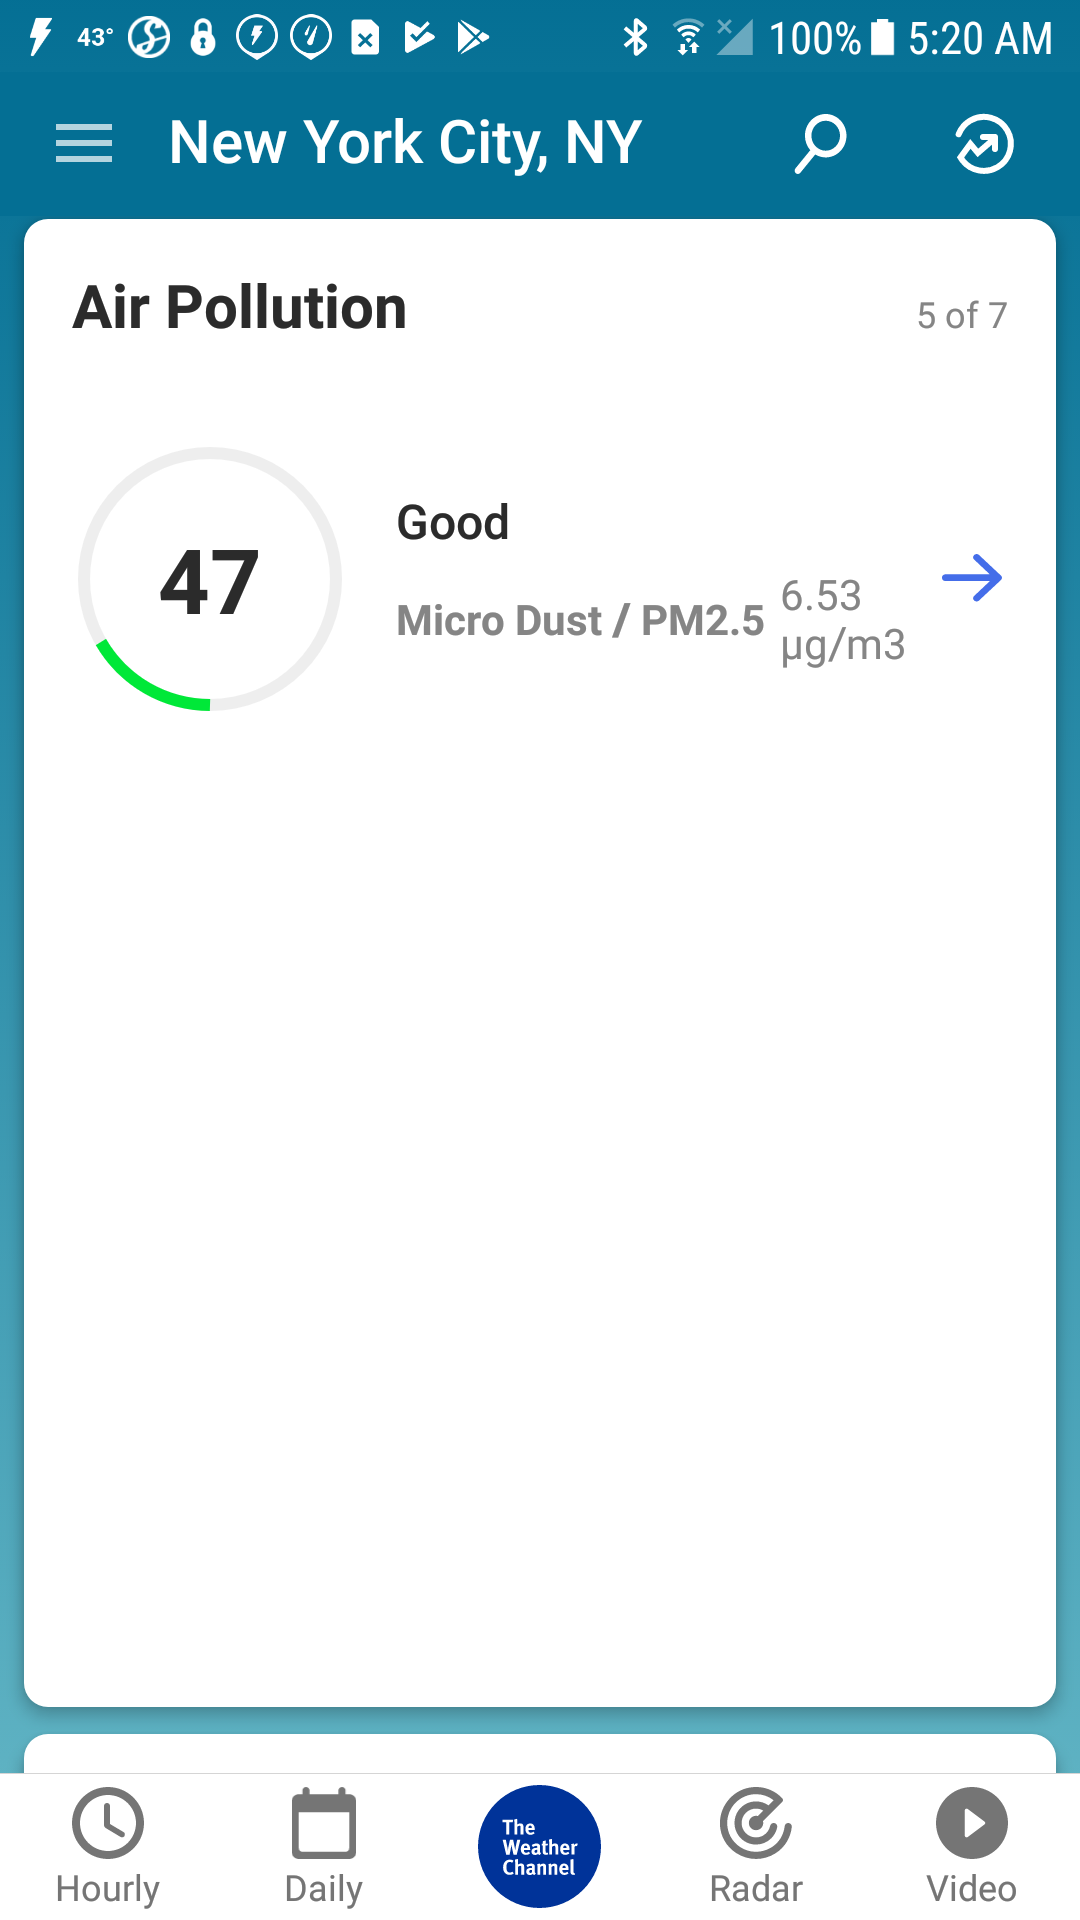 43° 100% 5:20 AM
New York City, NY
Air Pollution 5 of 7
47
Good
Micro Dust / PM2.5
6.53
µg/m3
The
Weather
Channel
Hourly Daily Radar Video